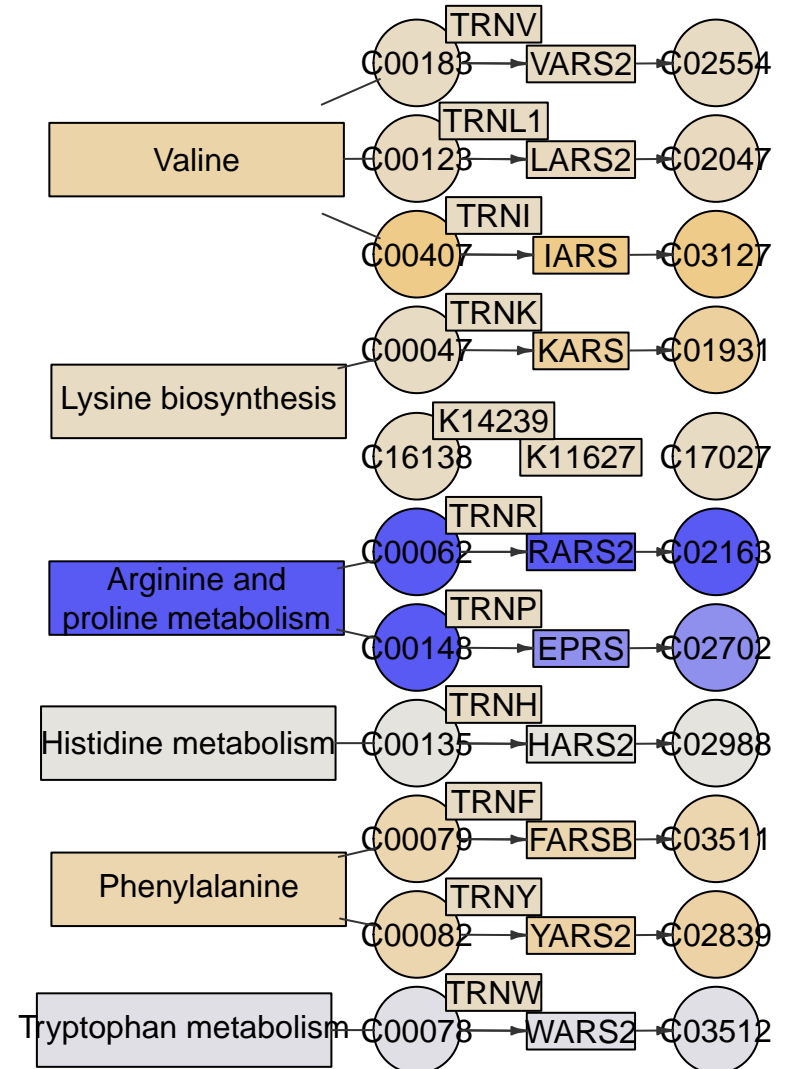 TRNV
C00183 VARS2 C02554
TRNL1
Valine C00123 LARS2 C02047
TRNI
C00407 IARS C03127
TRNK
C00047 KARS C01931
Lysine biosynthesis
K14239
C16138 K11627 C17027
TRNR
C00062 RARS2 C02163
Arginine and
proline metabolism
TRNP
C00148 EPRS C02702
TRNH
Histidine metabolism C00135 HARS2 C02988
TRNF
C00079 FARSB C03511
Phenylalanine
TRNY
C00082 YARS2 C02839
TRNW
Tryptophan metabolism C00078 WARS2 C03512